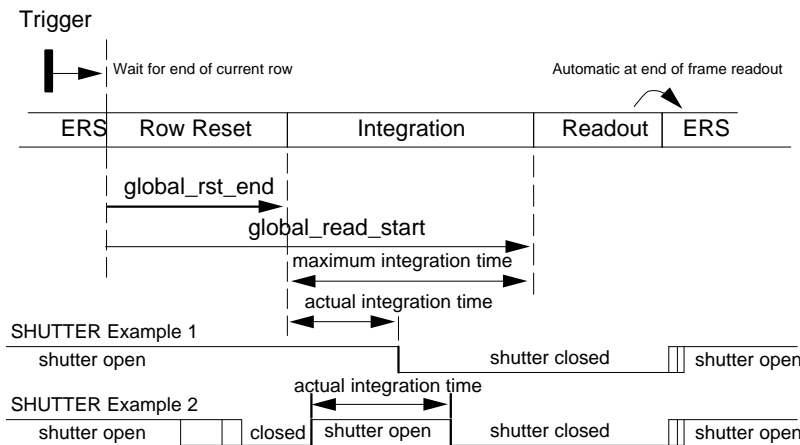 Trigger
Wait for end of current row
Automatic at end of frame readout
ERS Row Reset Integration Readout ERS
global_rst_end
global_read_start
maximum integration time
actual integration time
SHUTTER Example 1
shutter open shutter closed shutter open
actual integration time
SHUTTER Example 2
shutter open closed shutter open shutter closed shutter open